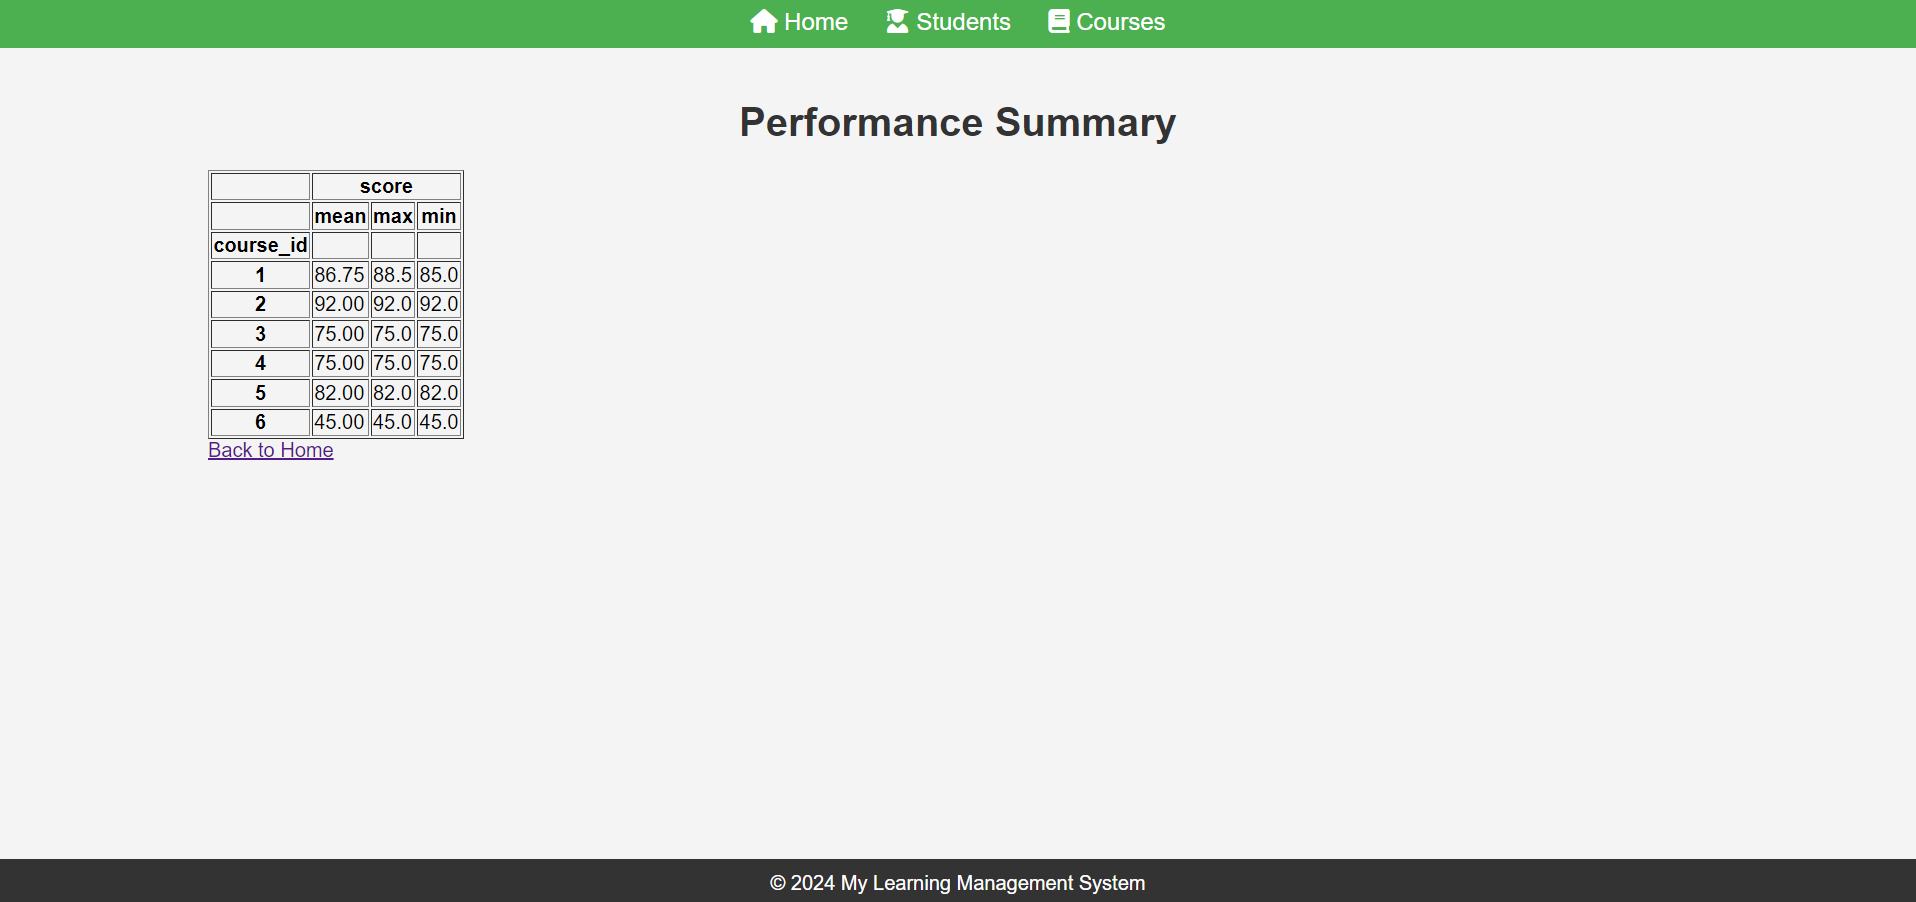 Home Students Courses
Performance Summary
score
mean max min
course_id
1 86.75 88.5 85.0
2 92.00 92.0 92.0
3 75.00 75.0 75.0
4 75.00 75.0 75.0
5 82.00 82.0 82.0
6 45.00 45.0 45.0
Back to Home
© 2024 My Learning Management System